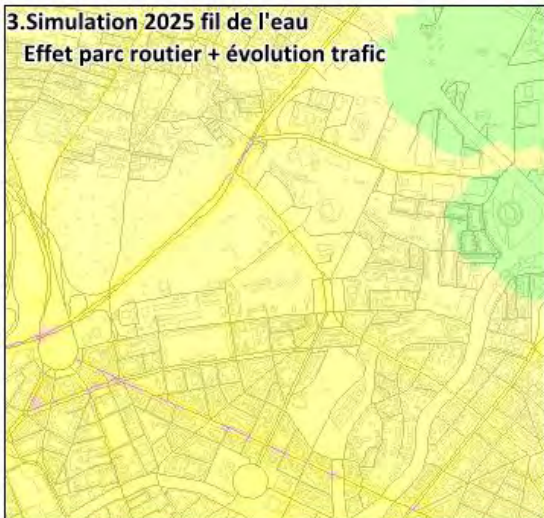 3.Simulation 2025 fil de l'eau
Effet parc routier + évolution trafic